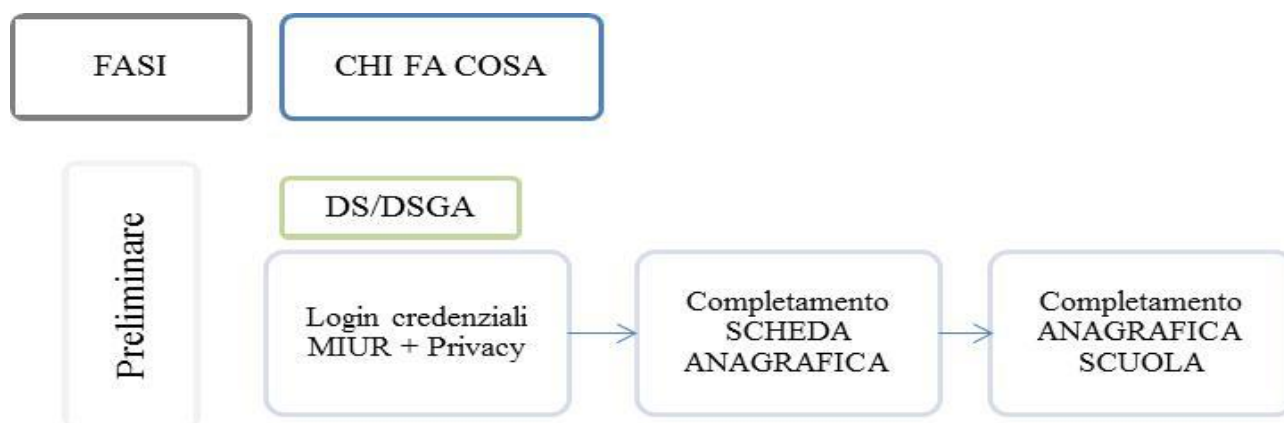 FASI
CHI FA COSA
DS/DSGA
Preliminare
Login credenziali
MIUR + Privacy
Completamento
SCHEDA
ANAGRAFICA
Completamento
ANAGRAFICA
SCUOLA